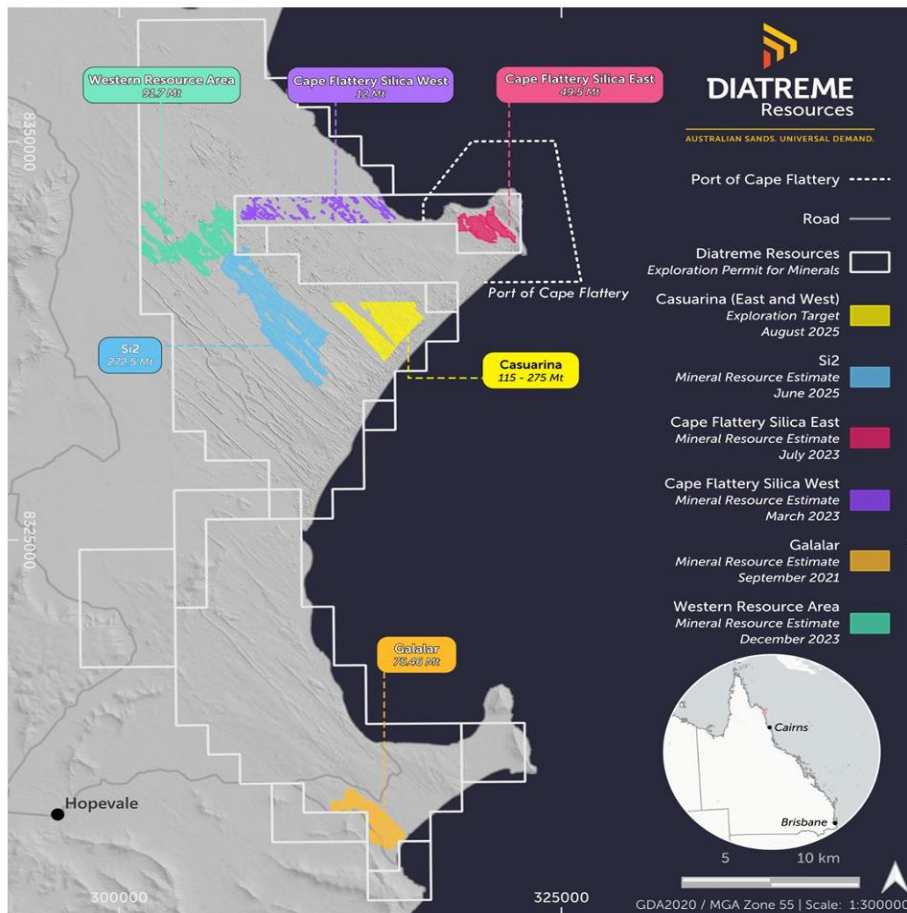 Western Resource Area
91.7 Mt
Cape Flattery Silica West
12 Mt
Cape Flattery Silica East
49.5 Mt
DIATREME
Resources
AUSTRALIAN SANDS. UNIVERSAL DEMAND.
8350000
Port of Cape Flattery
Road
Diatreme Resources
Exploration Permit for Minerals
Port of Cape Flattery
Casuarina (East and West)
Exploration Target
August 2025
Si2
272.5 Mt
Casuarina
115 - 275 Mt
Si2
Mineral Resource Estimate
June 2025
Cape Flattery Silica East
Mineral Resource Estimate
July 2023
Cape Flattery Silica West
Mineral Resource Estimate
March 2023
8325000
Galalar
Mineral Resource Estimate
September 2021
Western Resource Area
Mineral Resource Estimate
December 2023
Galalar
75.46 Mt
Cairns
Brisbane
Hopevale
5
10 km
300000
325000
GDA2020 / MGA Zone 55 | Scale: 1:300000